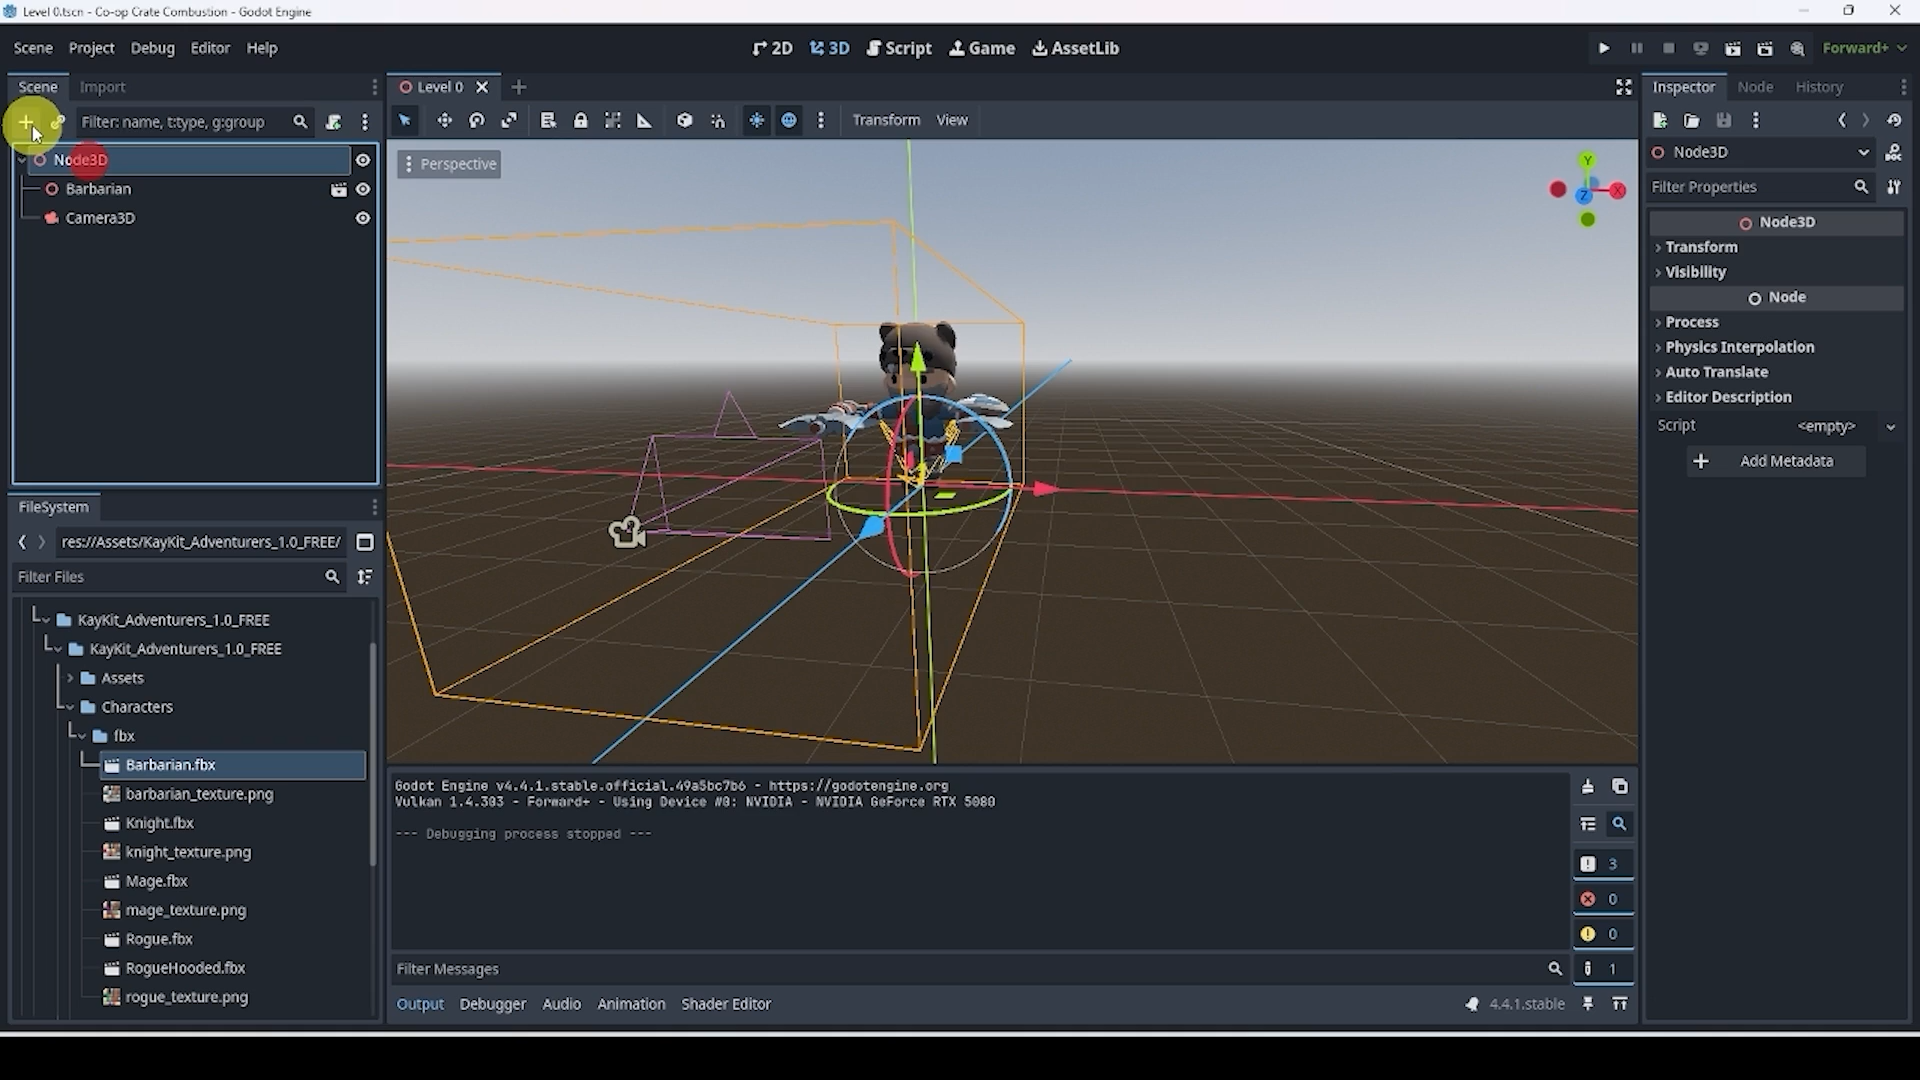 Level 0.tscn - Co-op Crate Combustion - Godot Engine
Scene Project Debug Editor Help
2D 3D Script Game AssetLib
Forward+
Scene Import
Level 0
Inspector Node History
Filter: name, t:type, g:group
Transform View
Node3D
Barbarian
Camera3D
Perspective
Y
X
Z
Node3D
Filter Properties
Node3D
Transform
Visibility
Node
Process
Physics Interpolation
Auto Translate
Editor Description
Script <empty>
Add Metadata
FileSystem
res://Assets/KayKit_Adventurers_1.0_FREE/
Filter Files
KayKit_Adventurers_1.0_FREE
KayKit_Adventurers_1.0_FREE
Assets
Characters
fbx
Barbarian.fbx
barbarian_texture.png
Knight.fbx
knight_texture.png
Mage.fbx
mage_texture.png
Rogue.fbx
RogueHooded.fbx
rogue_texture.png
Godot Engine v4.4.1.stable.official.49a5bc7b6 - https://godotengine.org
Vulkan 1.4.303 - Forward+ - Using Device #0: NVIDIA - NVIDIA GeForce RTX 5080
--- Debugging process stopped ---
3
0
0
1
Filter Messages
Output Debugger Audio Animation Shader Editor
4.4.1.stable